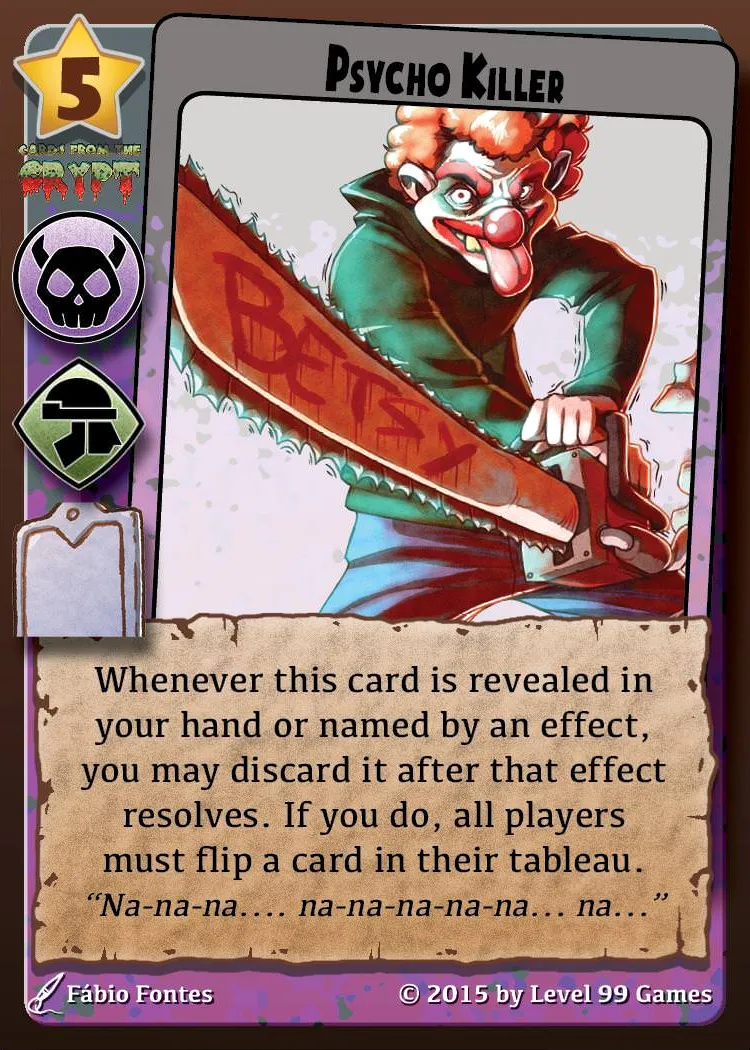 5
PSYCHO KILLER
CARDS FROM THE
CRYPT
BETSY
Whenever this card is revealed in
your hand or named by an effect,
you may discard it after that effect
resolves. If you do, all players
must flip a card in their tableau.
“Na-na-na.... na-na-na-na-na... na...”
Fábio Fontes
© 2015 by Level 99 Games